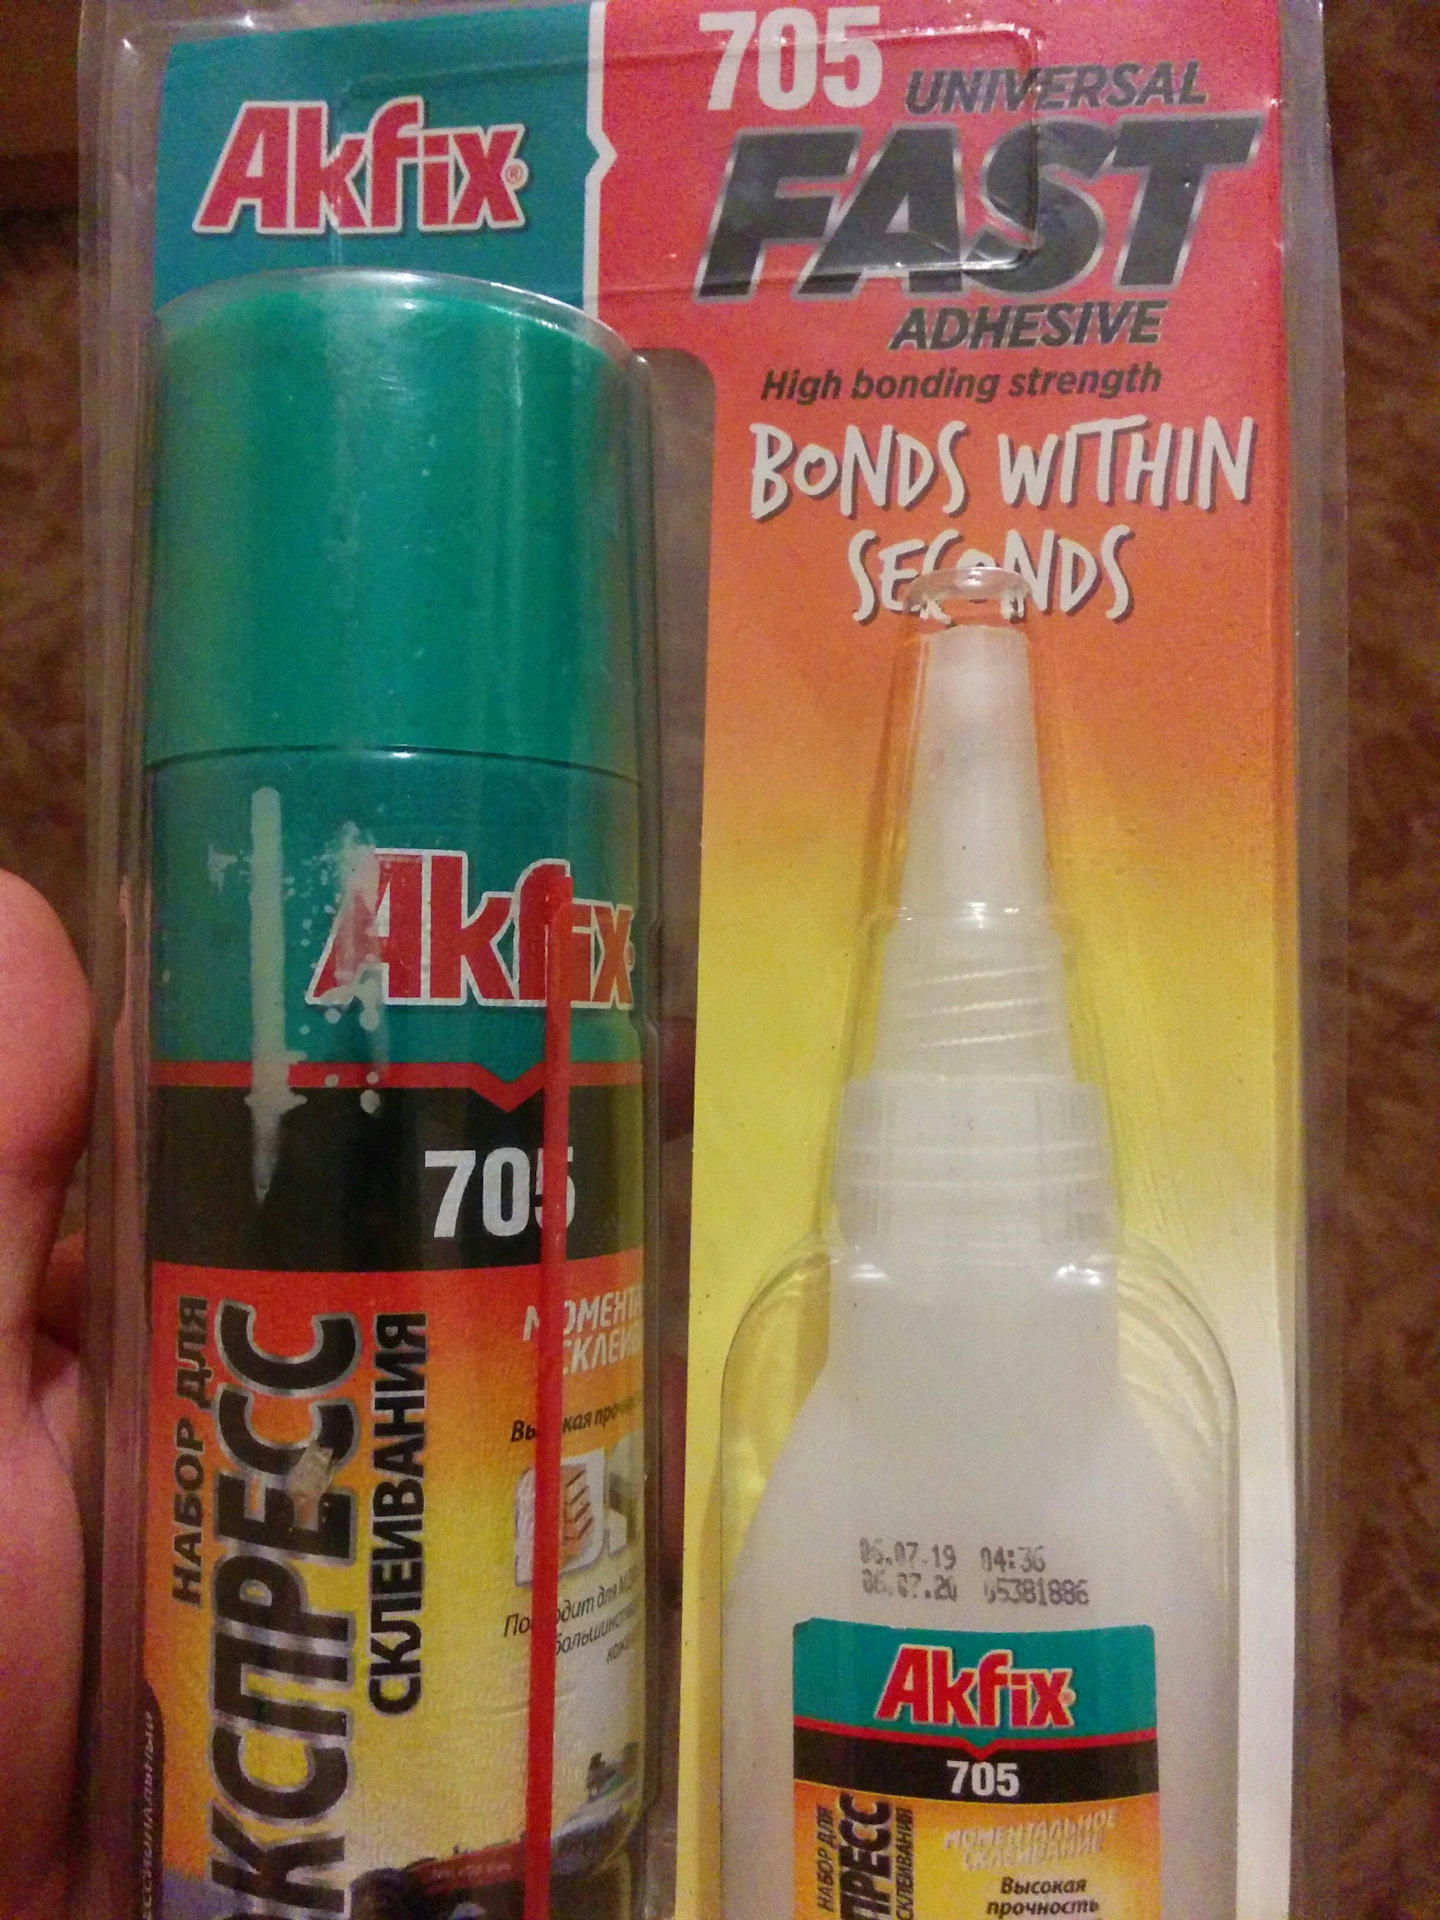 Akfix®
705 UNIVERSAL
FAST
ADHESIVE
High bonding strength
BONDS WITHIN
SECONDS
Akfix
705
НАБОР ДЛЯ
ЭКСПРЕСС
СКЛЕИВАНИЯ
06.07.19 04:36
06.07.20 05381886
Akfix
705
НАБОР ДЛЯ
СКЛЕИВАНИЯ
МОМЕНТАЛЬНОЕ
СКЛЕИВАНИЕ
Высокая
прочность